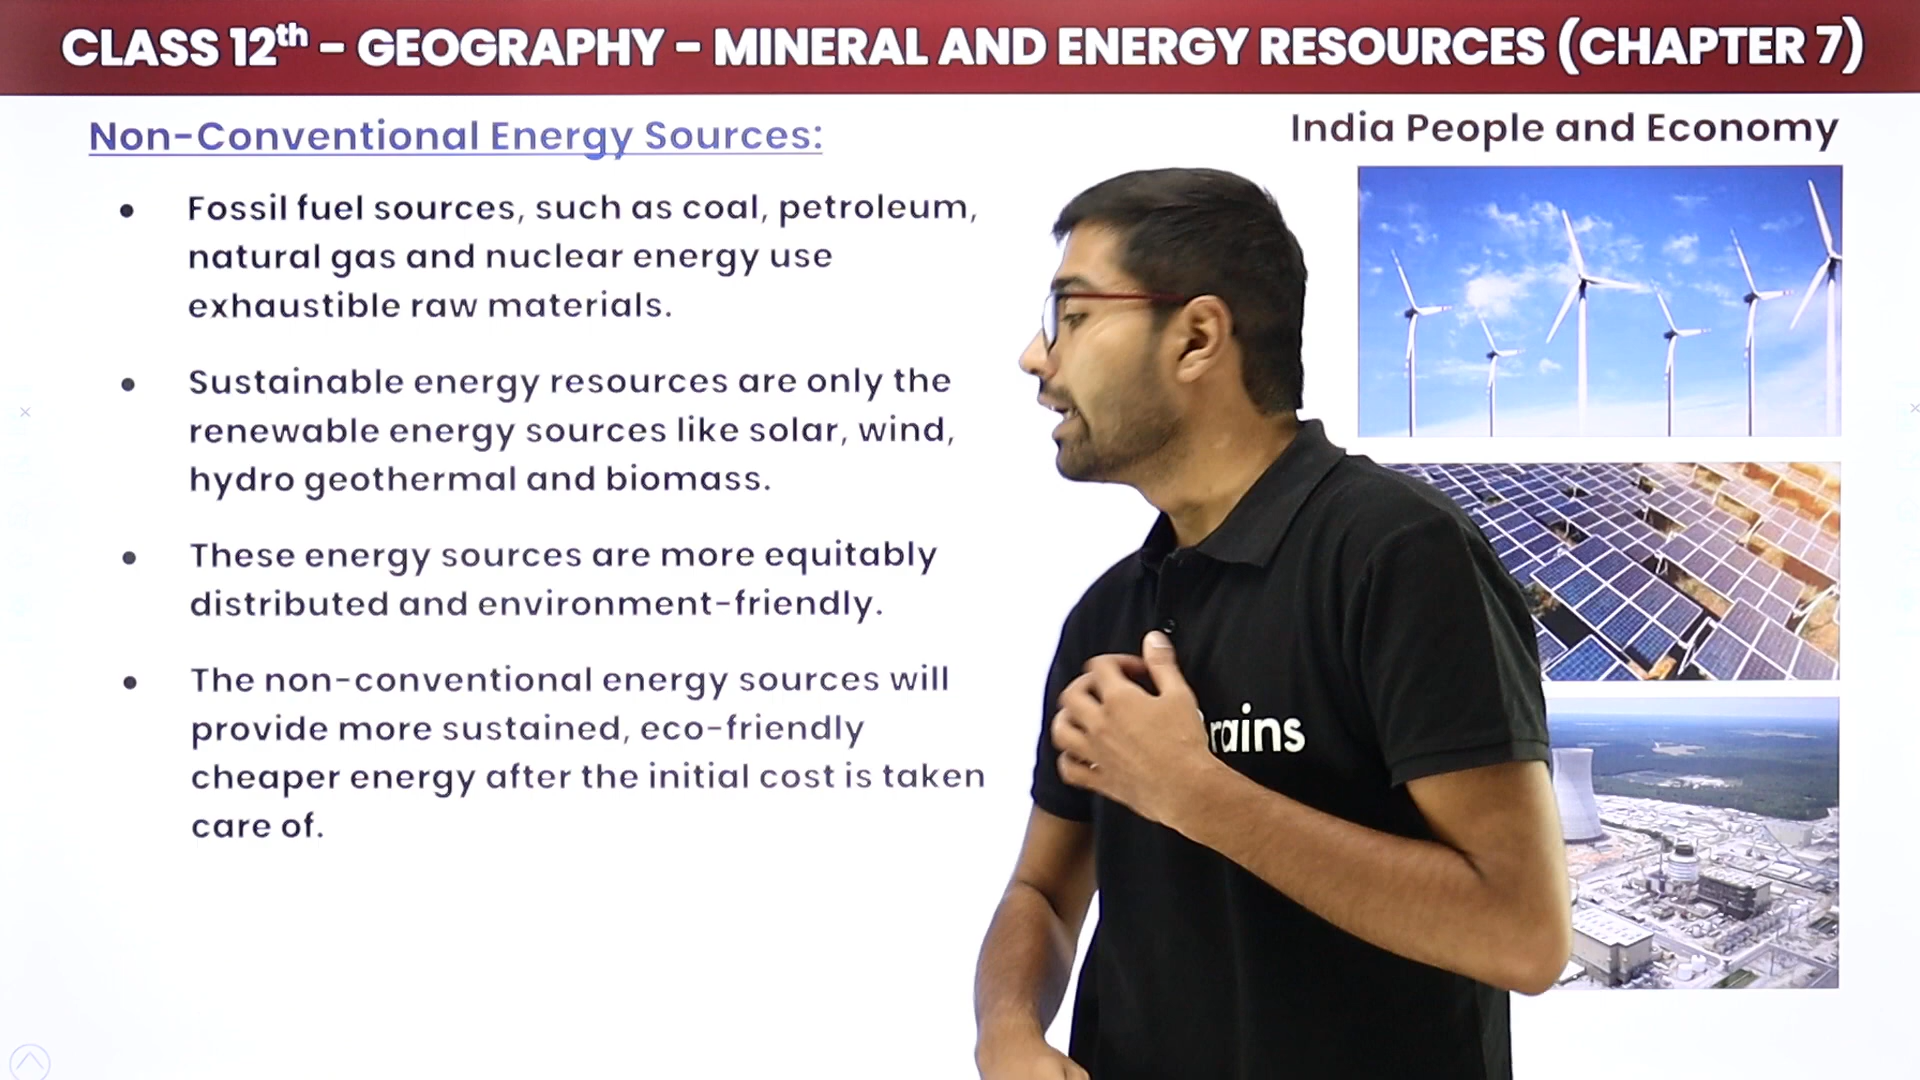 CLASS 12th – GEOGRAPHY – MINERAL AND ENERGY RESOURCES (CHAPTER 7)
India People and Economy
Non-Conventional Energy Sources:
● Fossil fuel sources, such as coal, petroleum,
natural gas and nuclear energy use
exhaustible raw materials.
● Sustainable energy resources are only the
renewable energy sources like solar, wind,
hydro geothermal and biomass.
● These energy sources are more equitably
distributed and environment-friendly.
● The non-conventional energy sources will
provide more sustained, eco-friendly
cheaper energy after the initial cost is taken
care of.
rains